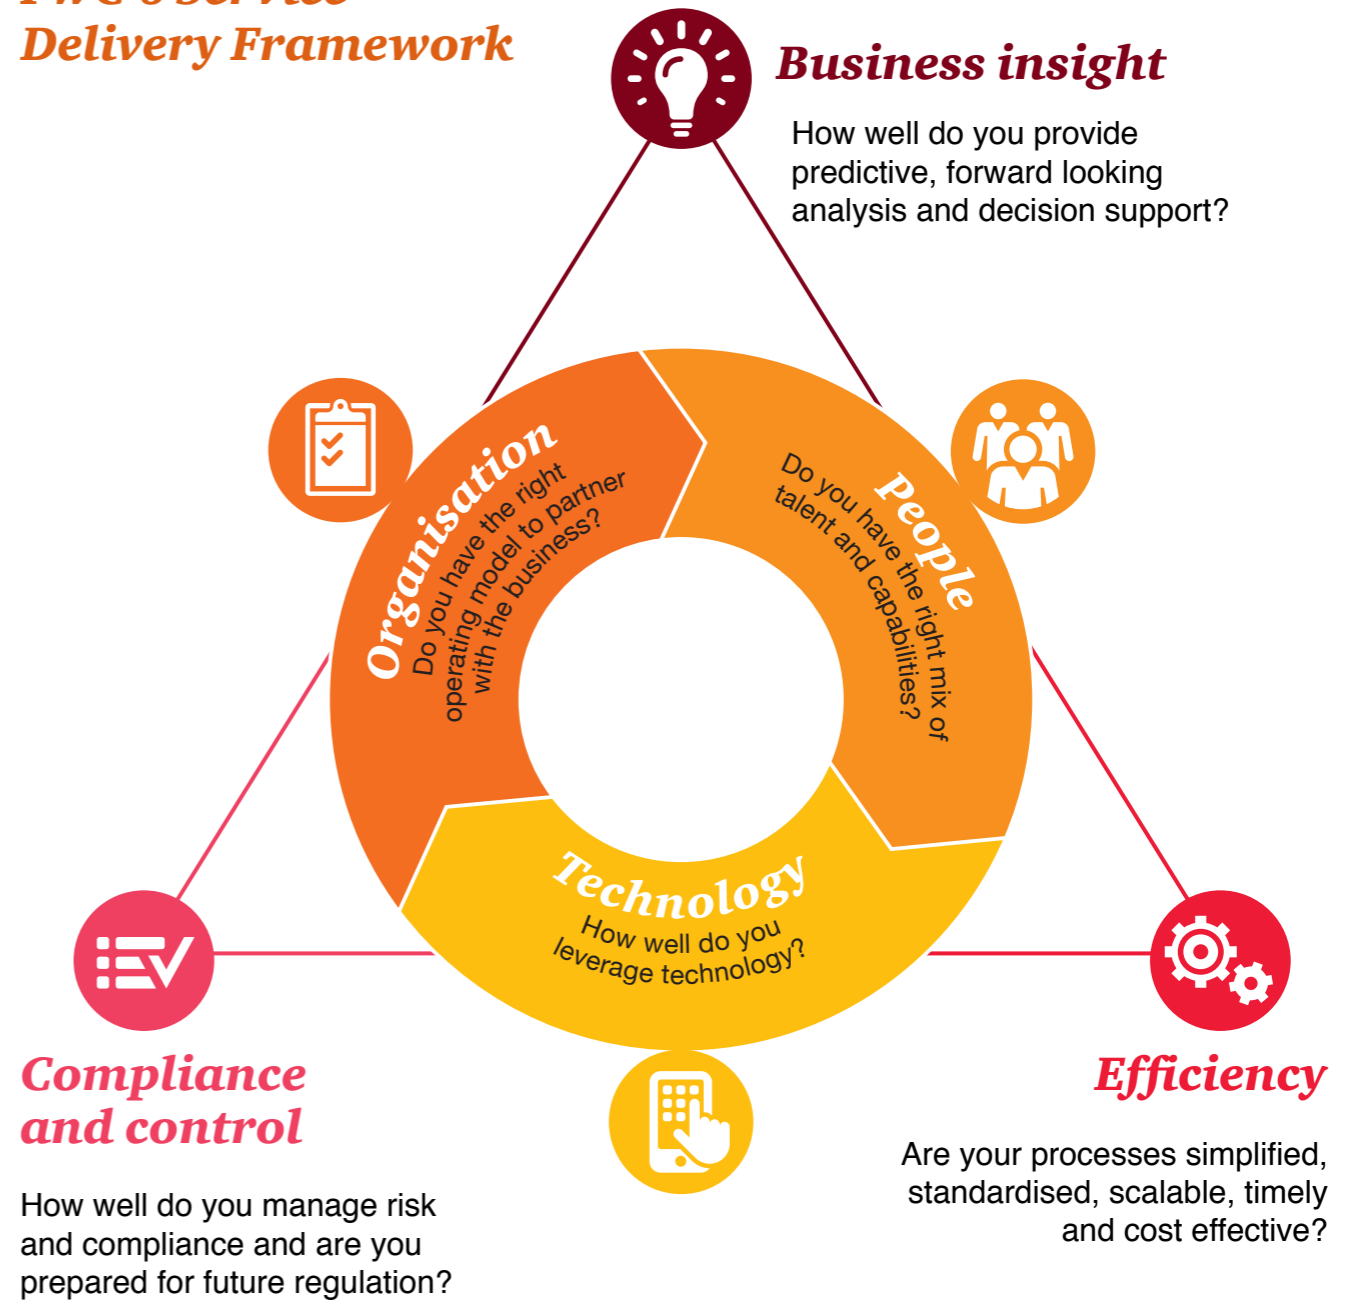 Delivery Framework
Business insight
How well do you provide
predictive, forward looking
analysis and decision support?
Organisation
Do you have the right
operating model to partner
with the business?
People
Do you have the right mix of
talent and capabilities?
Technology
How well do you
leverage technology?
Compliance
and control
How well do you manage risk
and compliance and are you
prepared for future regulation?
Efficiency
Are your processes simplified,
standardised, scalable, timely
and cost effective?